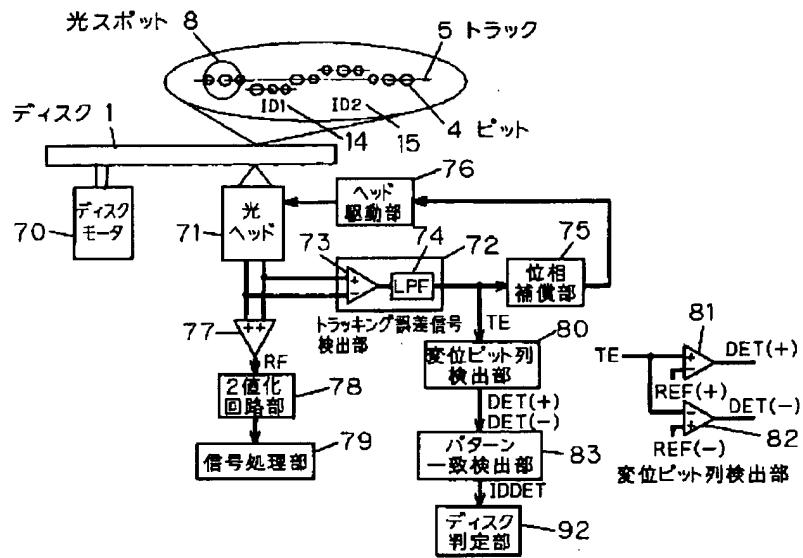 光スポット 8
5 トラック
ID1
ID2
14
15
4 ピット
ディスク 1
ディスク
モータ
70
光
ヘッド
71
ヘッド
駆動部
76
73
74
72
LPF
位相
補償部
75
トラッキング誤差信号
検出部
TE
77
RF
2値化
回路部
78
信号処理部
79
変位ピット列
検出部
80
DET(+)
DET(-)
パターン
一致検出部
83
IDDET
ディスク
判定部
92
TE
81
DET(+)
REF(+)
DET(-)
REF(-)
82
変位ピット列検出部
+
-
++
+
-
+
-